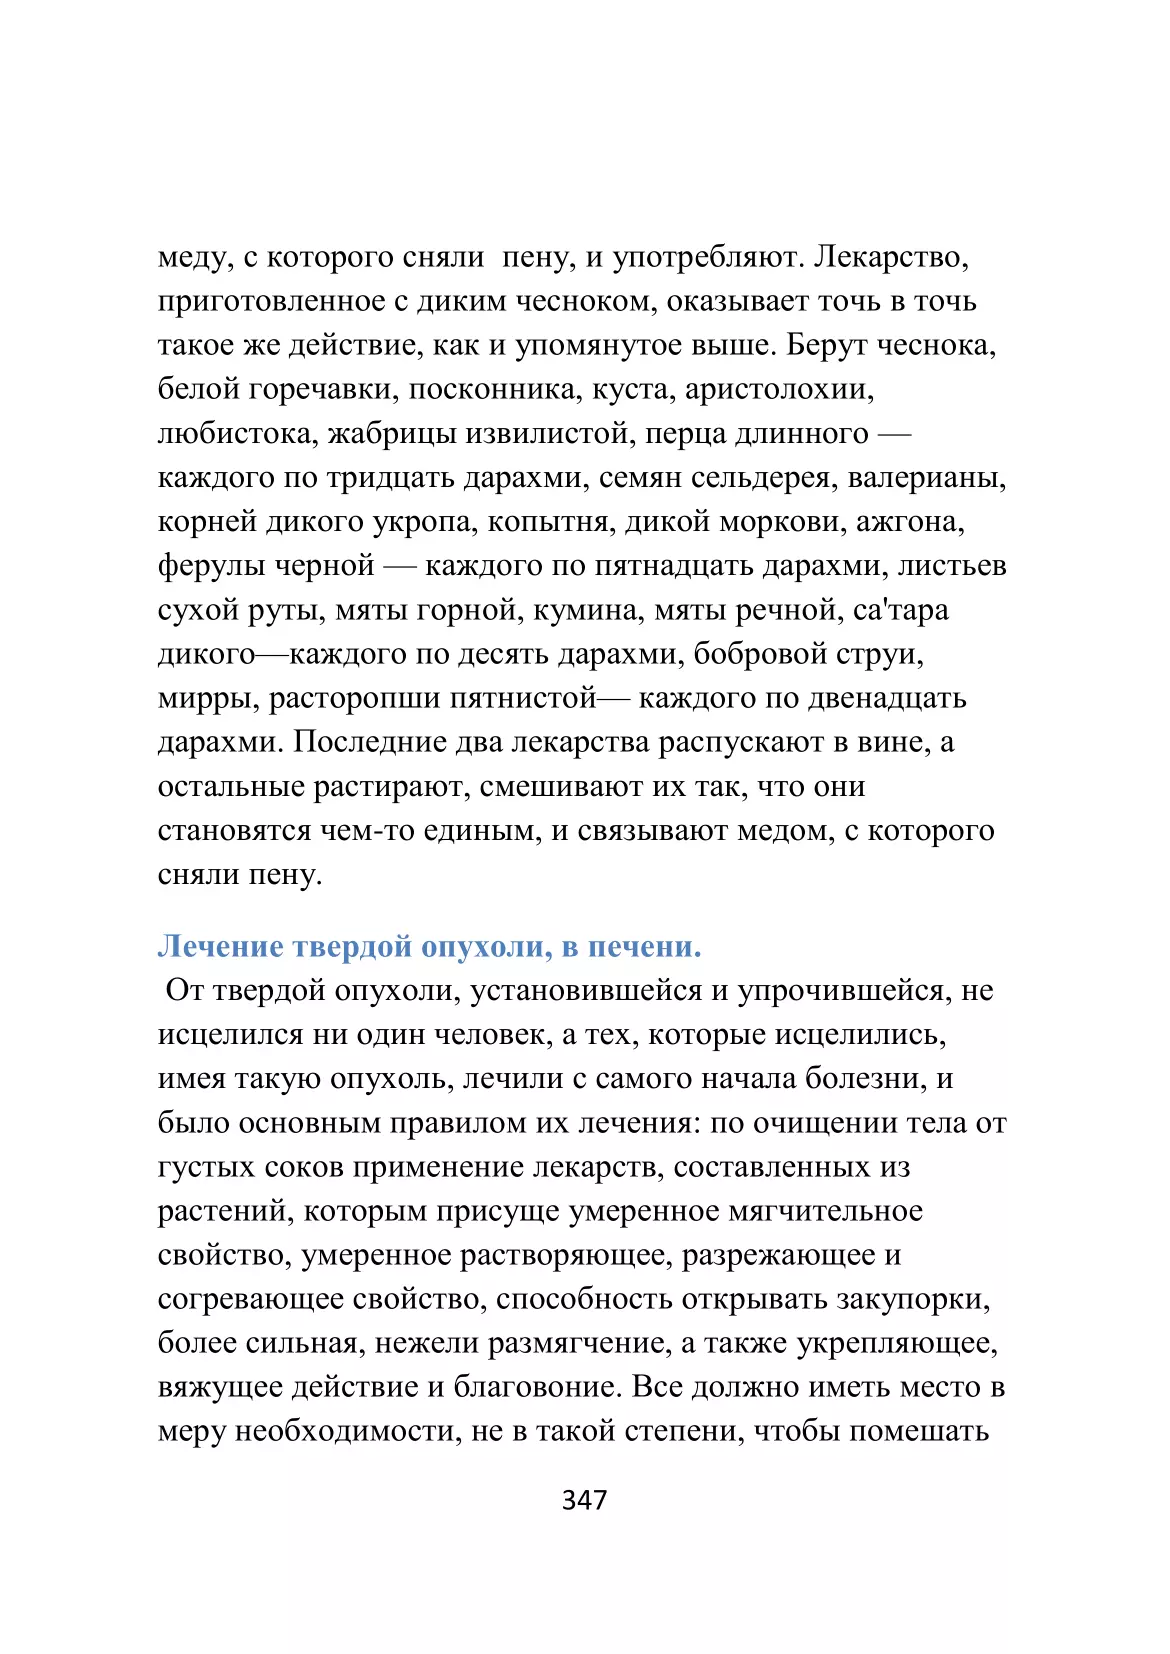 меду, с которого сняли  пену, и употребляют. Лекарство,
приготовленное с диким чесноком, оказывает точь в точь
такое же действие, как и упомянутое выше. Берут чеснока,
белой горечавки, посконника, куста, аристолохии,
любистока, жабрицы извилистой, перца длинного —
каждого по тридцать дарахми, семян сельдерея, валерианы,
корней дикого укропа, копытня, дикой моркови, ажгона,
ферулы черной — каждого по пятнадцать дарахми, листьев
сухой руты, мяты горной, кумина, мяты речной, са'тара
дикого—каждого по десять дарахми, бобровой струи,
мирры, расторопши пятнистой— каждого по двенадцать
дарахми. Последние два лекарства распускают в вине, а
остальные растирают, смешивают их так, что они
становятся чем-то единым, и связывают медом, с которого
сняли пену.
Лечение твердой опухоли, в печени.
От твердой опухоли, установившейся и упрочившейся, не
исцелился ни один человек, а тех, которые исцелились,
имея такую опухоль, лечили с самого начала болезни, и
было основным правилом их лечения: по очищении тела от
густых соков применение лекарств, составленных из
растений, которым присуще умеренное мягчительное
свойство, умеренное растворяющее, разрежающее и
согревающее свойство, способность открывать закупорки,
более сильная, нежели размягчение, а также укрепляющее,
вяжущее действие и благовоние. Все должно иметь место в
меру необходимости, не в такой степени, чтобы помешать
347